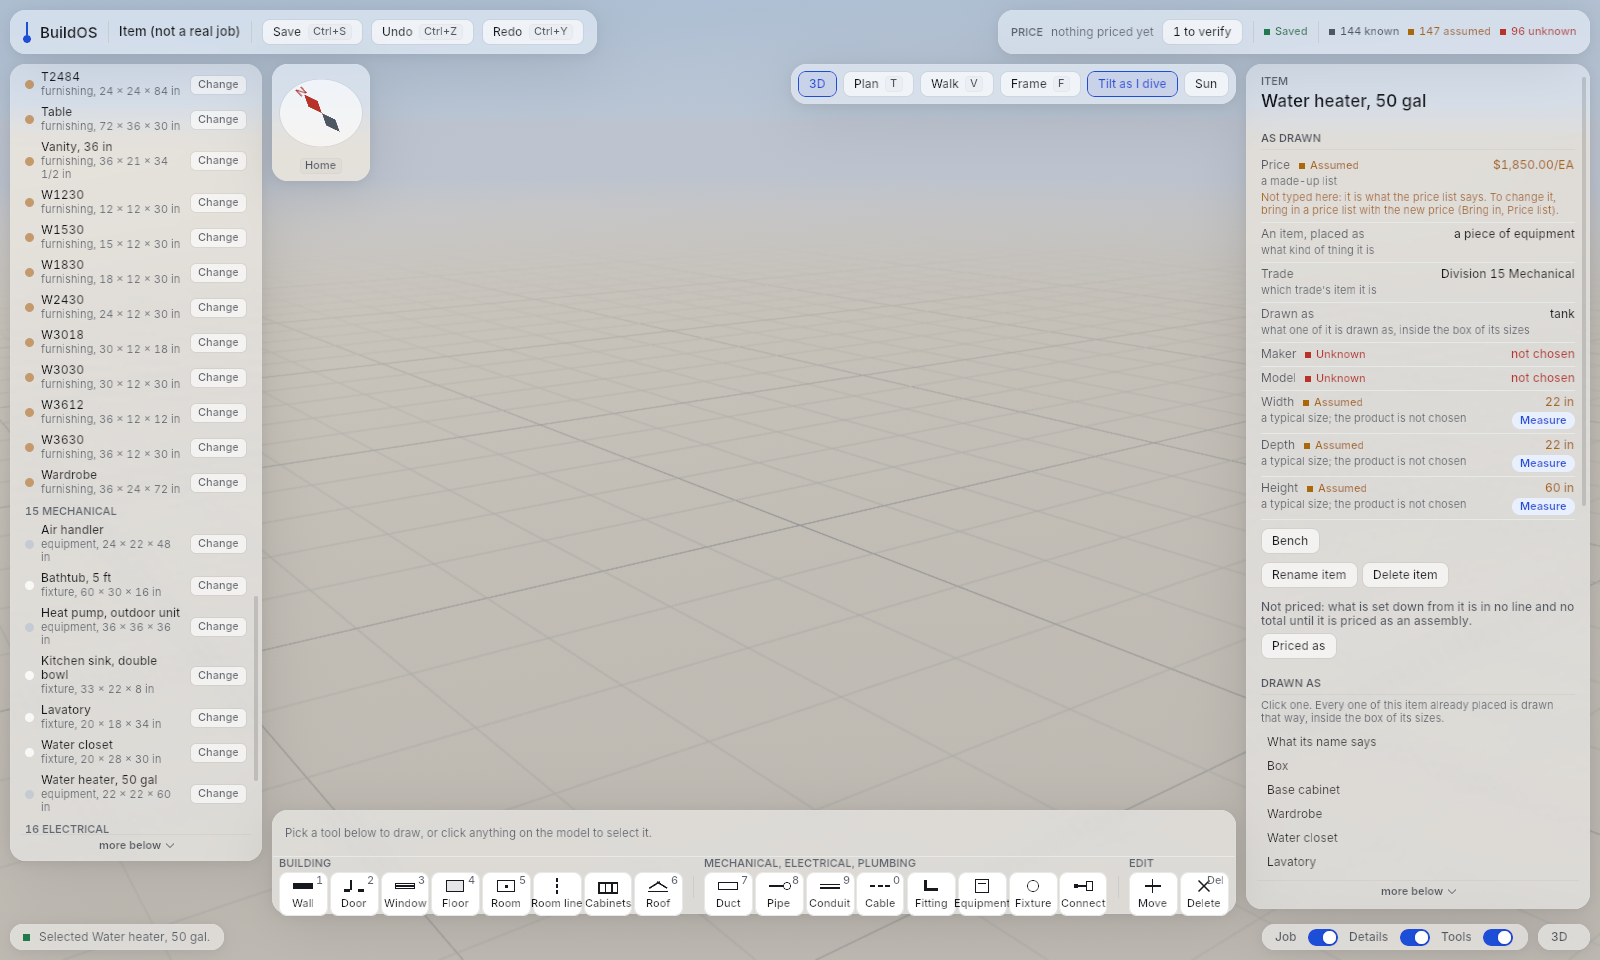 BuildOS
Item (not a real job)
Save Ctrl+S
Undo Ctrl+Z
Redo Ctrl+Y
PRICE nothing priced yet
1 to verify
Saved
144 known
147 assumed
96 unknown
T2484
furnishing, 24 × 24 × 84 in
Change
Table
furnishing, 72 × 36 × 30 in
Change
Vanity, 36 in
furnishing, 36 × 21 × 34
1/2 in
Change
W1230
furnishing, 12 × 12 × 30 in
Change
W1530
furnishing, 15 × 12 × 30 in
Change
W1830
furnishing, 18 × 12 × 30 in
Change
W2430
furnishing, 24 × 12 × 30 in
Change
W3018
furnishing, 30 × 12 × 18 in
Change
W3030
furnishing, 30 × 12 × 30 in
Change
W3612
furnishing, 36 × 12 × 12 in
Change
W3630
furnishing, 36 × 12 × 30 in
Change
Wardrobe
furnishing, 36 × 24 × 72 in
Change
15 MECHANICAL
Air handler
equipment, 24 × 22 × 48
in
Change
Bathtub, 5 ft
fixture, 60 × 30 × 16 in
Change
Heat pump, outdoor unit
equipment, 36 × 36 × 36
in
Change
Kitchen sink, double
bowl
fixture, 33 × 22 × 8 in
Change
Lavatory
fixture, 20 × 18 × 34 in
Change
Water closet
fixture, 20 × 28 × 30 in
Change
Water heater, 50 gal
equipment, 22 × 22 × 60
in
Change
16 ELECTRICAL
more below
N
Home
3D
Plan T
Walk V
Frame F
Tilt as I dive
Sun
ITEM
Water heater, 50 gal
AS DRAWN
Price Assumed $1,850.00/EA
a made-up list
Not typed here: it is what the price list says. To change it,
bring in a price list with the new price (Bring in, Price list).
An item, placed as a piece of equipment
what kind of thing it is
Trade Division 15 Mechanical
which trade's item it is
Drawn as tank
what one of it is drawn as, inside the box of its sizes
Maker Unknown not chosen
Model Unknown not chosen
Width Assumed 22 in
a typical size; the product is not chosen Measure
Depth Assumed 22 in
a typical size; the product is not chosen Measure
Height Assumed 60 in
a typical size; the product is not chosen Measure
Bench
Rename item Delete item
Not priced: what is set down from it is in no line and no
total until it is priced as an assembly.
Priced as
DRAWN AS
Click one. Every one of this item already placed is drawn
that way, inside the box of its sizes.
What its name says
Box
Base cabinet
Wardrobe
Water closet
Lavatory
more below
Pick a tool below to draw, or click anything on the model to select it.
BUILDING
1 Wall
2 Door
3 Window
4 Floor
5 Room
Room line
Cabinets
6 Roof
MECHANICAL, ELECTRICAL, PLUMBING
7 Duct
8 Pipe
9 Conduit
0 Cable
Fitting
Equipment
Fixture
Connect
EDIT
Move
Del Delete
Selected Water heater, 50 gal.
Job
Details
Tools
3D